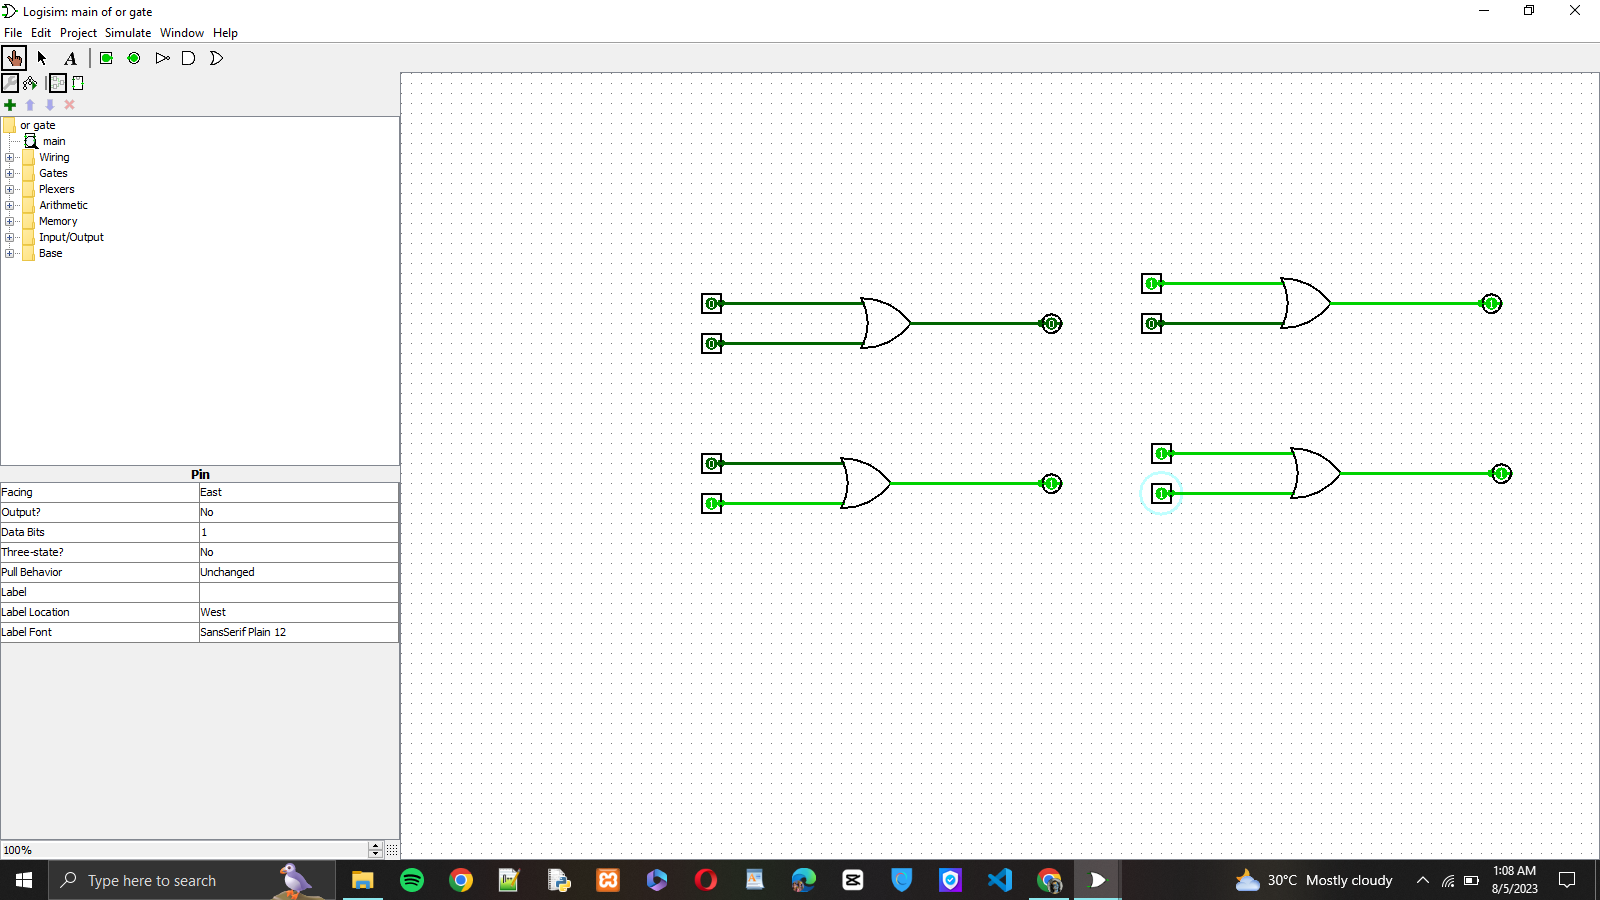 Logisim: main of or gate
File Edit Project Simulate Window Help
A
or gate
main
Wiring
Gates
Plexers
Arithmetic
Memory
Input/Output
Base
Pin
Facing East
Output? No
Data Bits 1
Three-state? No
Pull Behavior Unchanged
Label
Label Location West
Label Font SansSerif Plain 12
100%
1
0 1
0
0 0
0
1
0 1
1 1
1
Type here to search
30°C Mostly cloudy
1:08 AM
8/5/2023